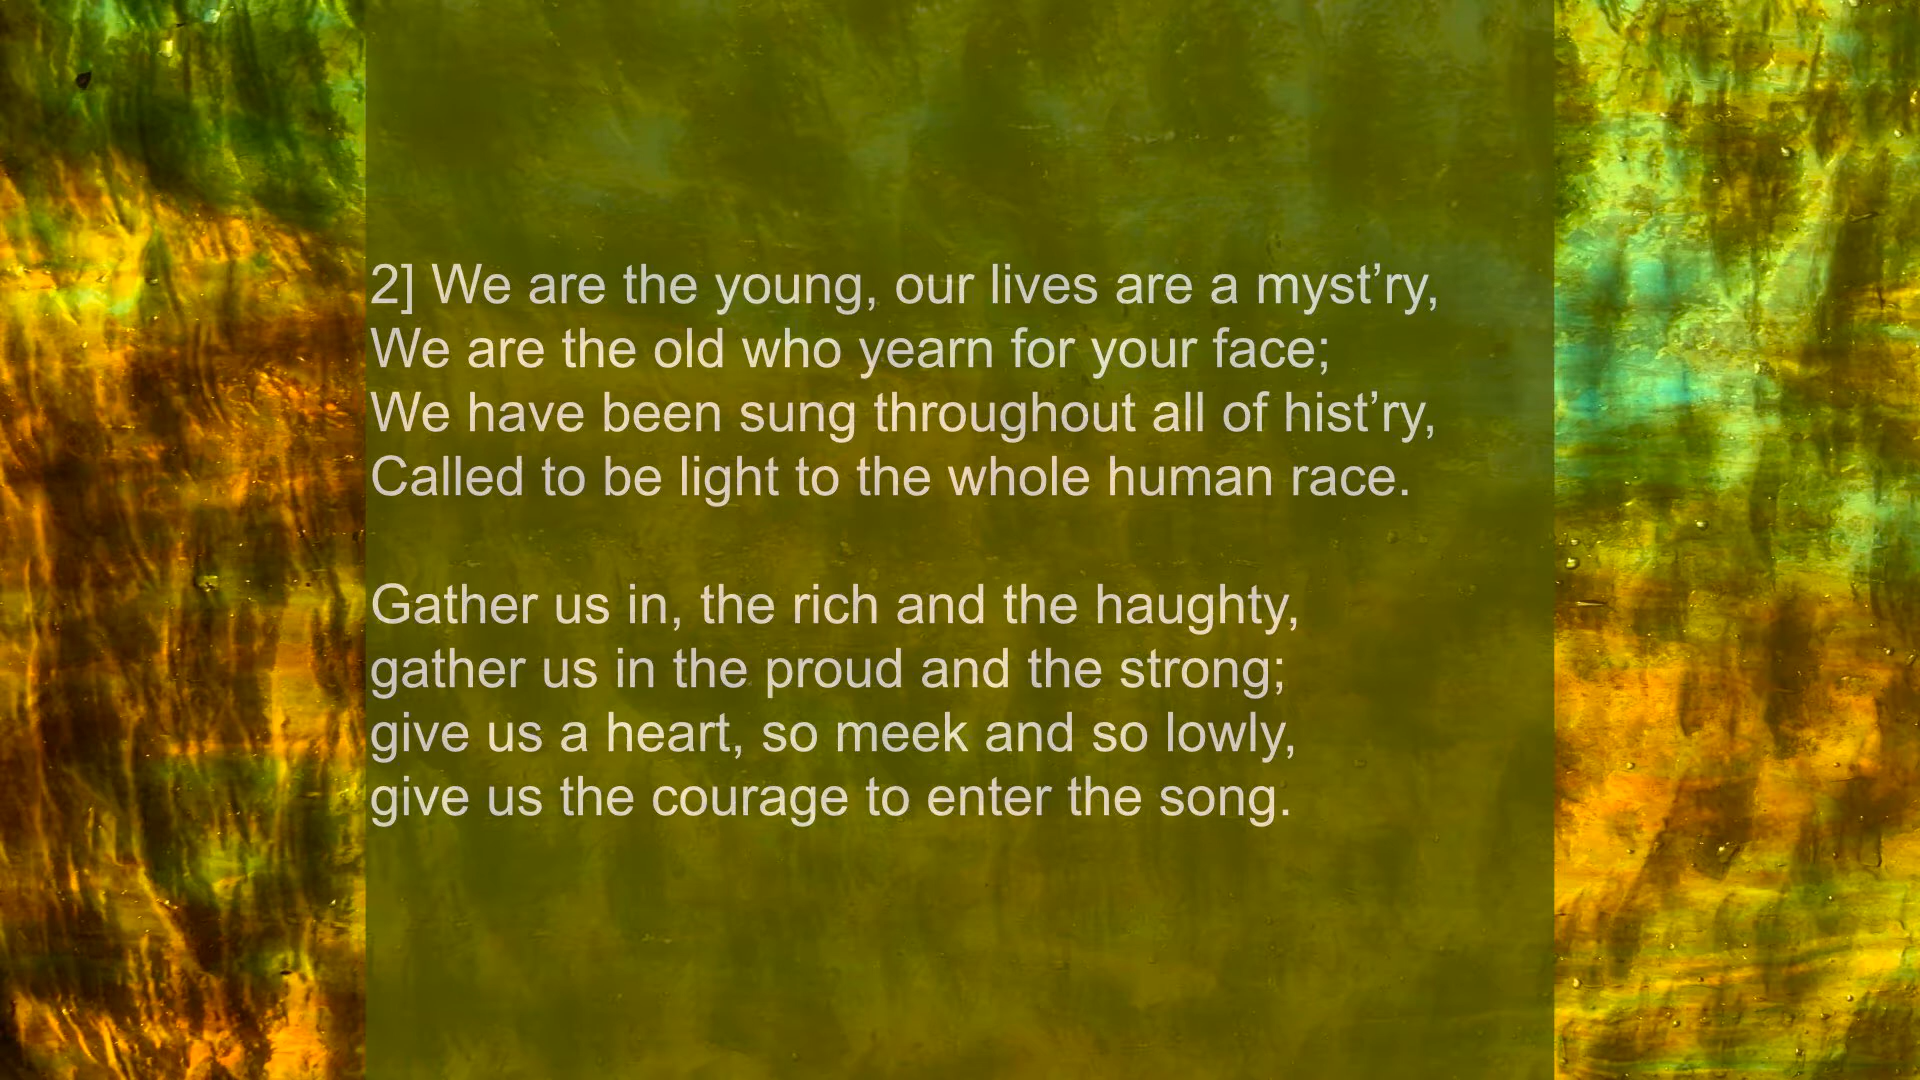 2] We are the young, our lives are a myst’ry,
We are the old who yearn for your face;
We have been sung throughout all of hist’ry,
Called to be light to the whole human race.
Gather us in, the rich and the haughty,
gather us in the proud and the strong;
give us a heart, so meek and so lowly,
give us the courage to enter the song.